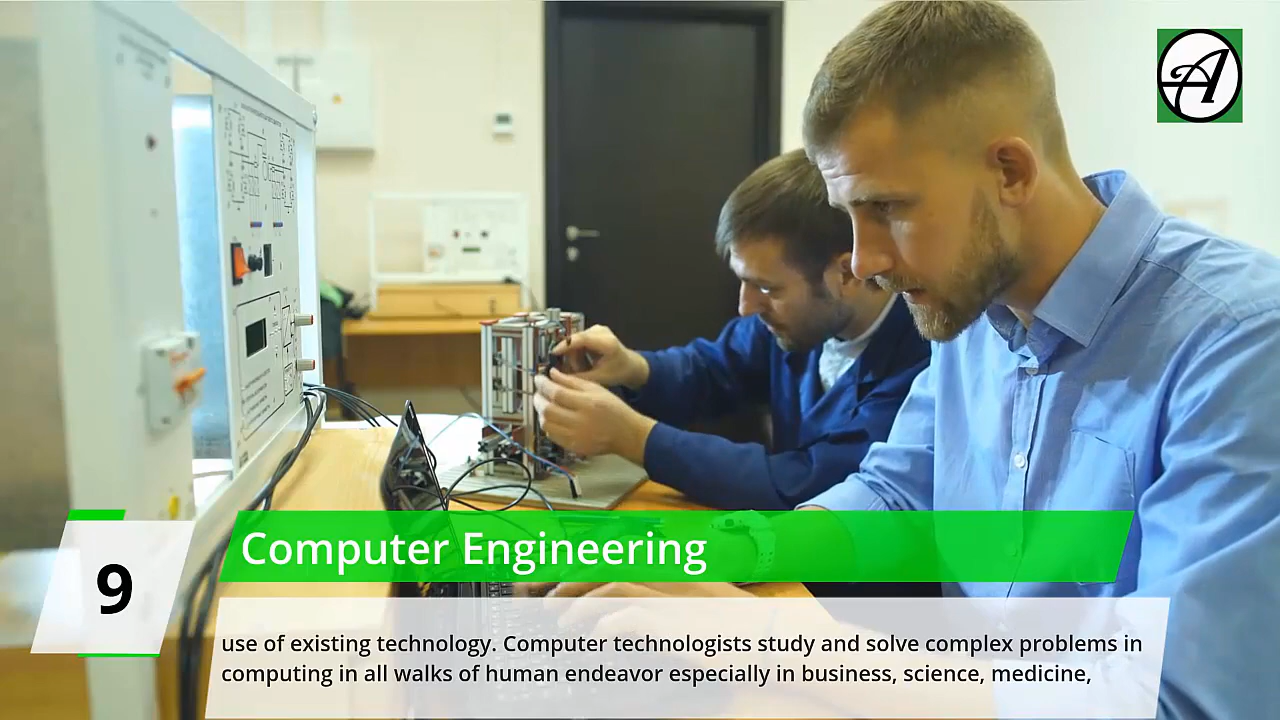 A
Computer Engineering
9
use of existing technology. Computer technologists study and solve complex problems in
computing in all walks of human endeavor especially in business, science, medicine,